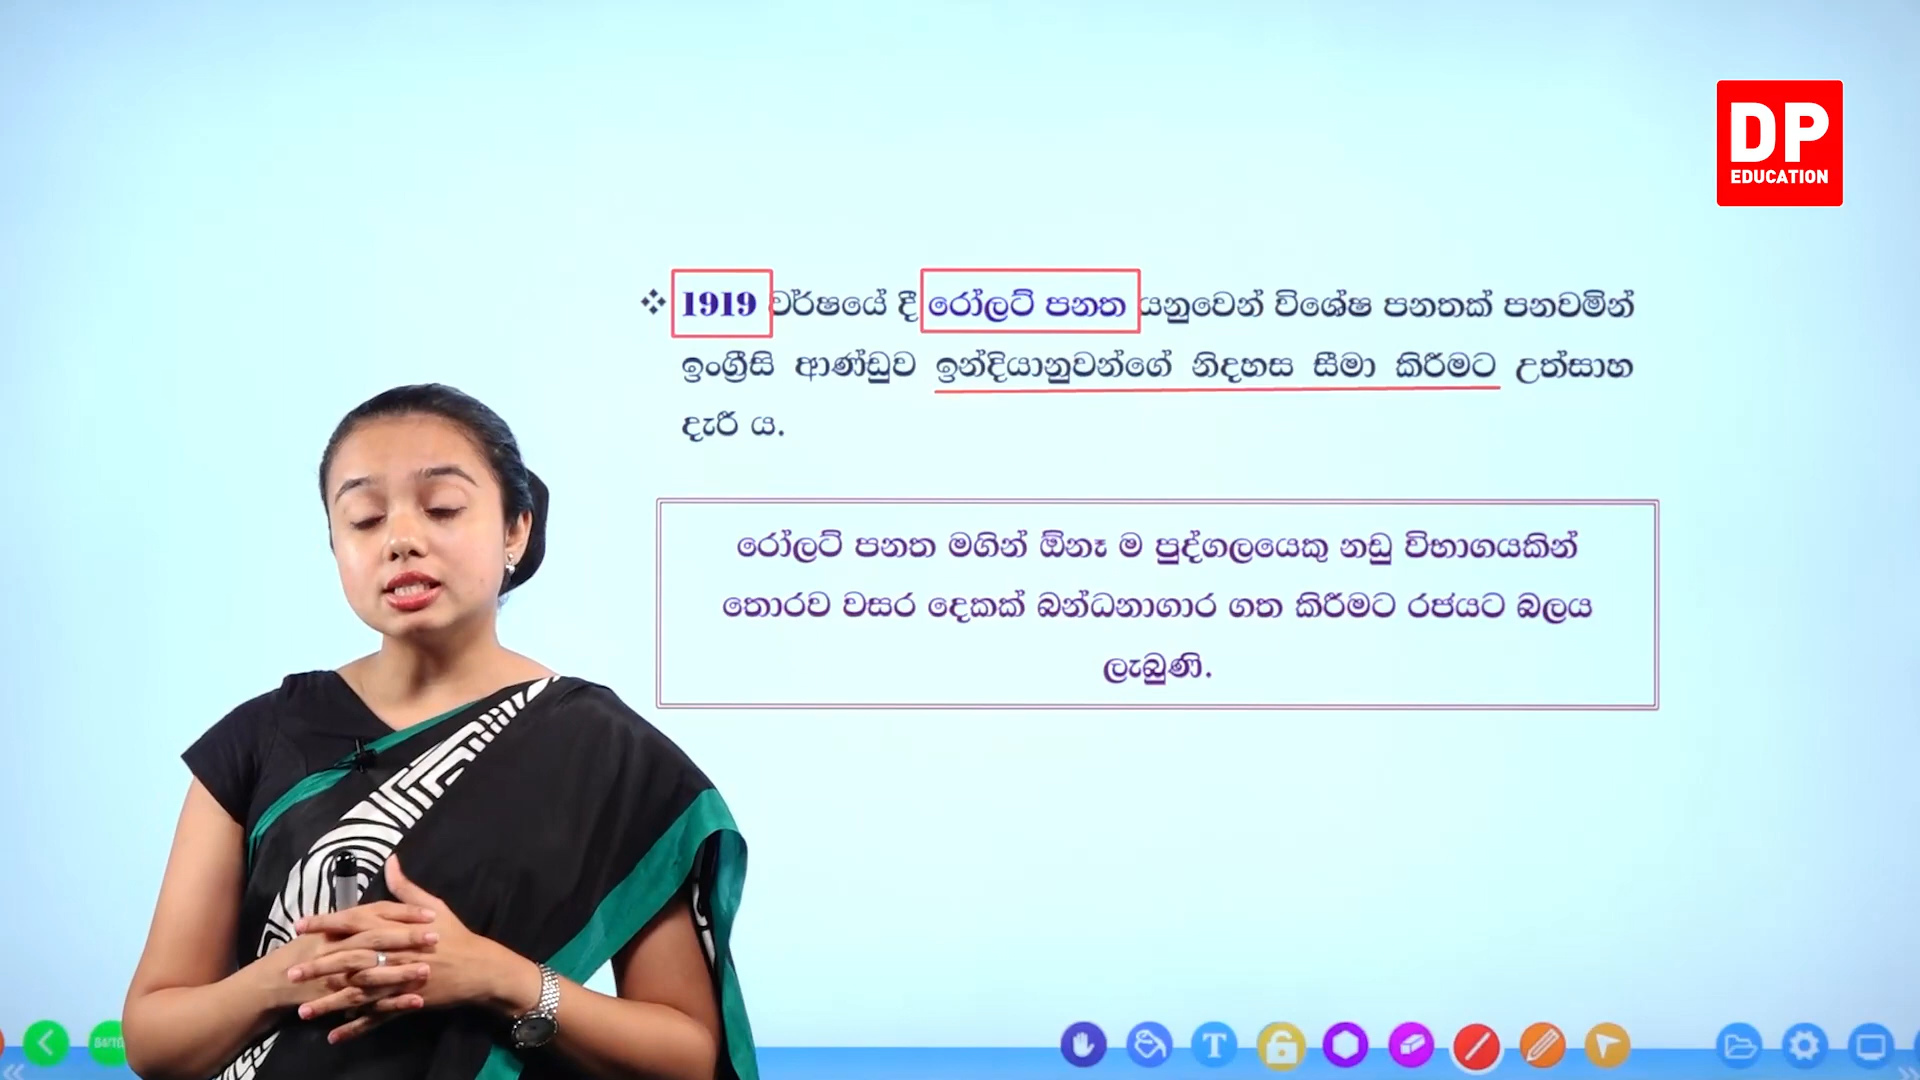 DP
EDUCATION
❖ 1919 වර්ෂයේ දී රෝලට් පනත යනුවෙන් විශේෂ පනතක් පනවමින්
ඉංග්‍රීසි ආණ්ඩුව ඉන්දියානුවන්ගේ නිදහස සීමා කිරීමට උත්සාහ
දැරී ය.
රෝලට් පනත මගින් ඕනෑ ම පුද්ගලයෙකු නඩු විභාගයකින්
තොරව වසර දෙකක් බන්ධනාගාර ගත කිරීමට රජයට බලය
ලැබුණි.